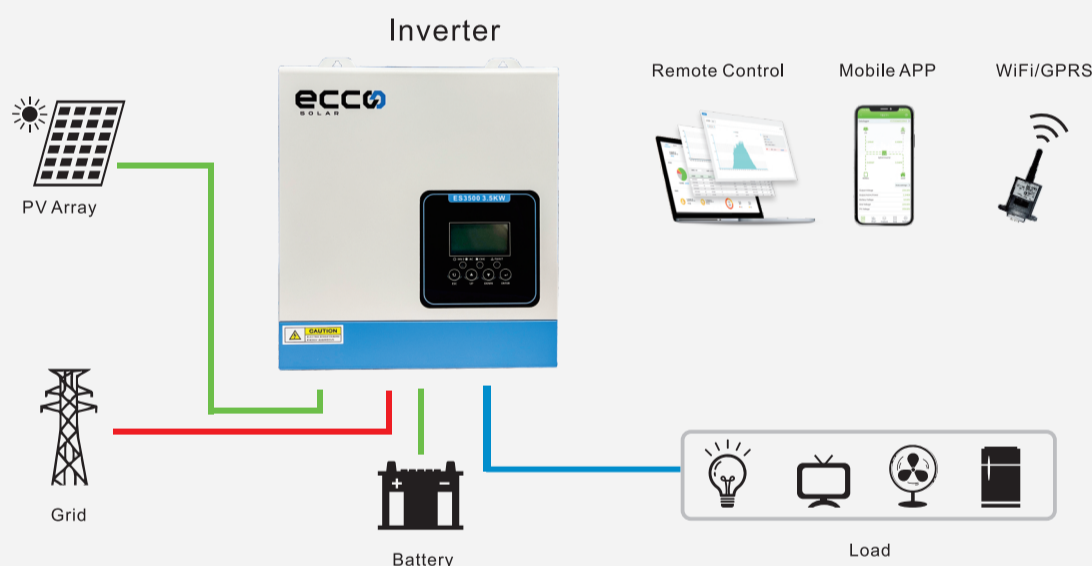 Inverter
Remote Control
Mobile APP
WiFi/GPRS
ecco
SOLAR
PV Array
ES3500 3.5KW
CAUTION
Grid
Battery
Load